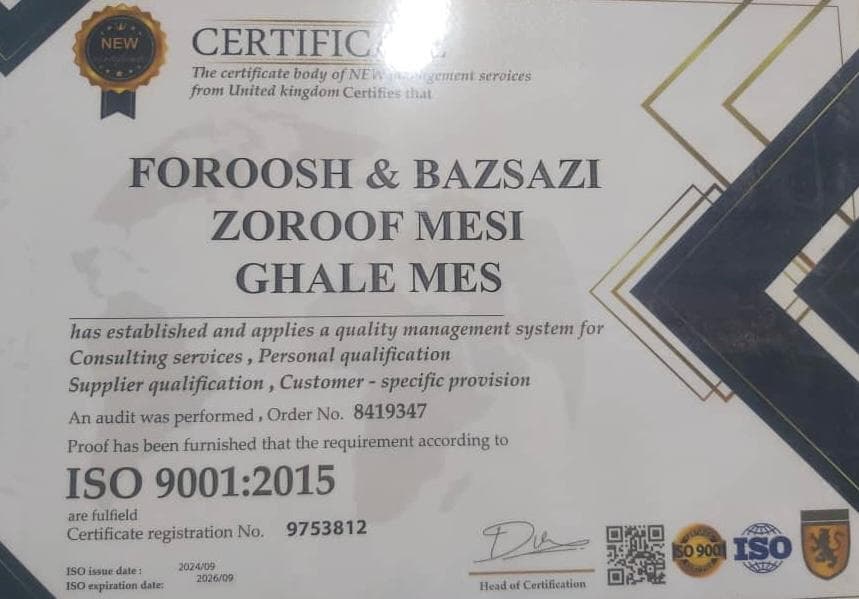 NEW
CERTIFICATE
The certificate body of NEW management services
from United kingdom Certifies that
FOROOSH & BAZSAZI
ZOROOF MESI
GHALE MES
has established and applies a quality management system for
Consulting services , Personal qualification
Supplier qualification , Customer - specific provision
An audit was performed , Order No. 8419347
Proof has been furnished that the requirement according to
ISO 9001:2015
are fulfield
Certificate registration No. 9753812
ISO issue date : 2024/09
ISO expiration date: 2026/09
Head of Certification
ISO 9001
ISO